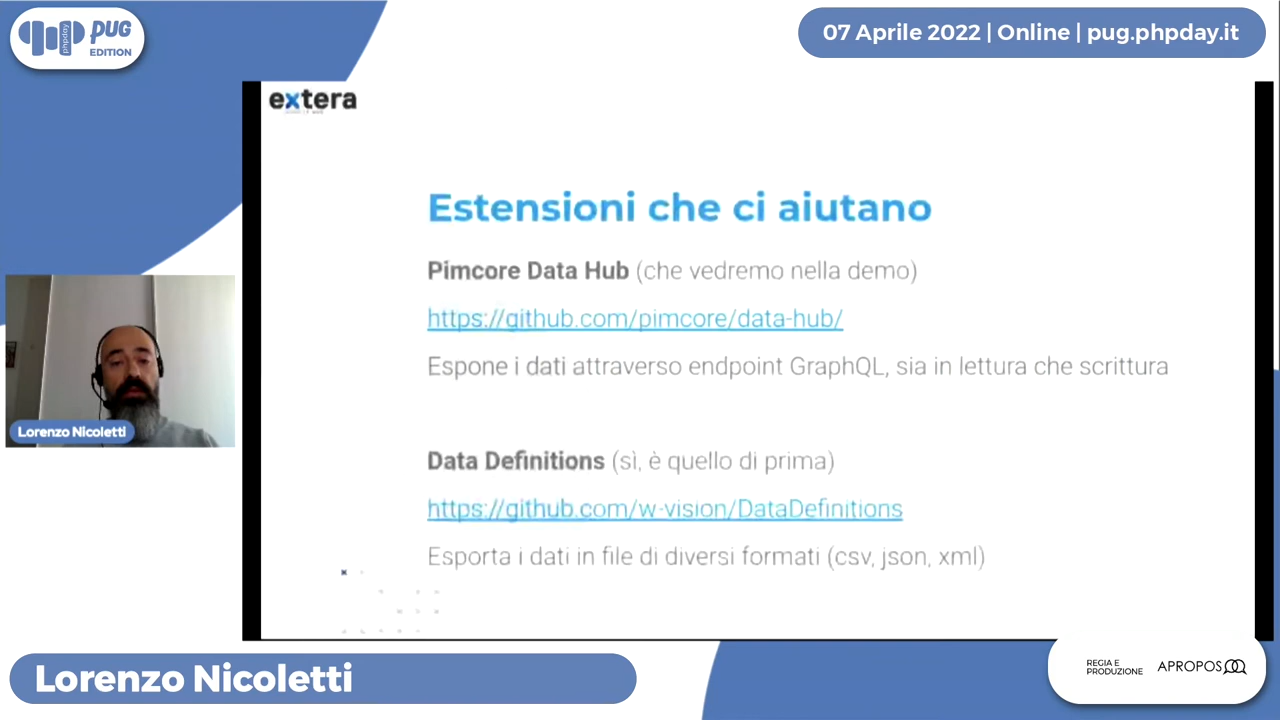 phpday
PUG
EDITION
07 Aprile 2022 | Online | pug.phpday.it
extera
Estensioni che ci aiutano
Pimcore Data Hub (che vedremo nella demo)
https://github.com/pimcore/data-hub/
Espone i dati attraverso endpoint GraphQL, sia in lettura che scrittura
Data Definitions (sì, è quello di prima)
https://github.com/w-vision/DataDefinitions
Esporta i dati in file di diversi formati (csv, json, xml)
Lorenzo Nicoletti
Lorenzo Nicoletti
REGIA E
PRODUZIONE
APROPOS